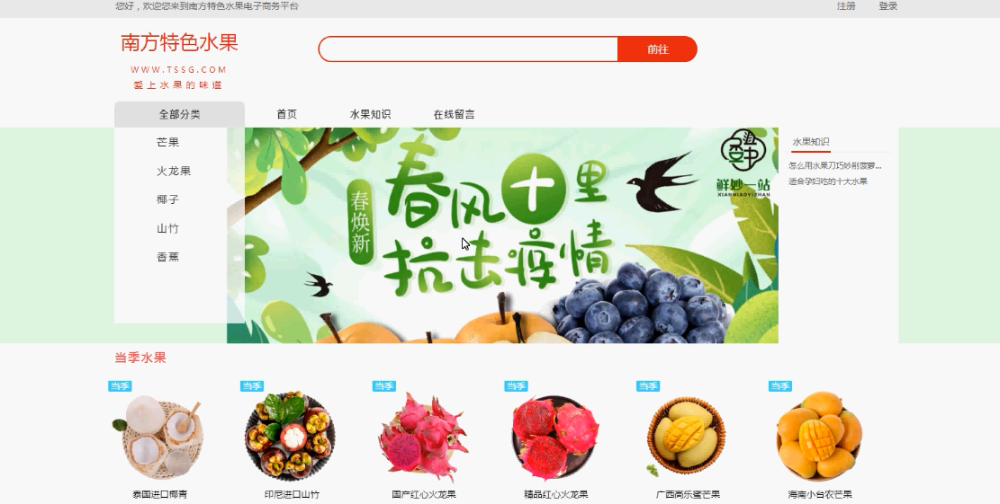 您好，欢迎您来到南方特色水果电子商务平台
注册 登录
南方特色水果
WWW.TSSG.COM
爱上水果的味道
前往
全部分类 首页 水果知识 在线留言
芒果
火龙果
椰子
山竹
香蕉
春焕新
春风十里
抗击疫情
鲜妙一站
XIANMIAOYIZHAN
水果知识
怎么用水果刀巧妙削菠萝...
适合孕妇吃的十大水果
当季水果
当季 当季 当季 当季 当季 当季
泰国进口椰青 印尼进口山竹 国产红心火龙果 精品红心火龙果 广西高乐蜜芒果 海南小台农芒果